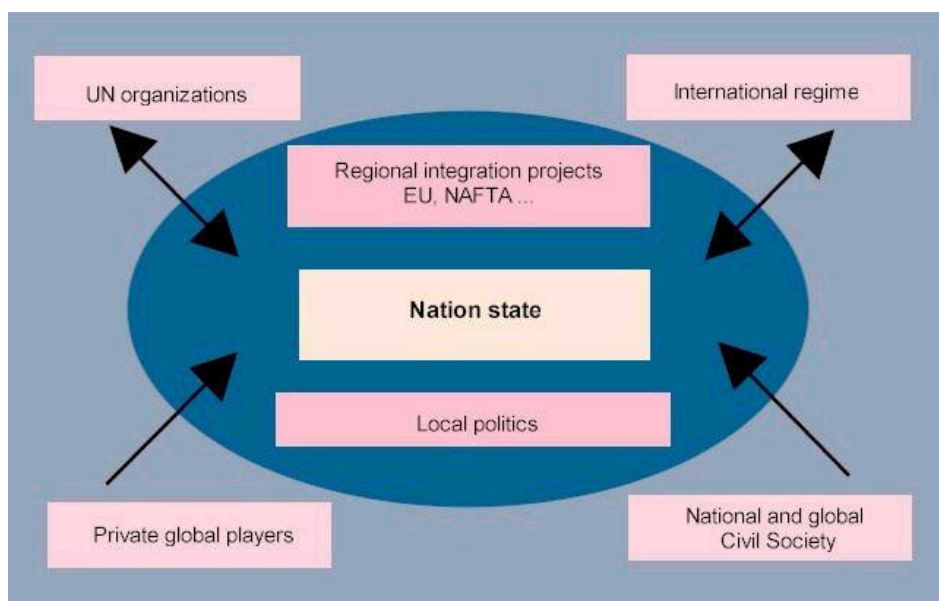 UN organizations
International regime
Regional integration projects
EU, NAFTA ...
Nation state
Local politics
Private global players
National and global
Civil Society